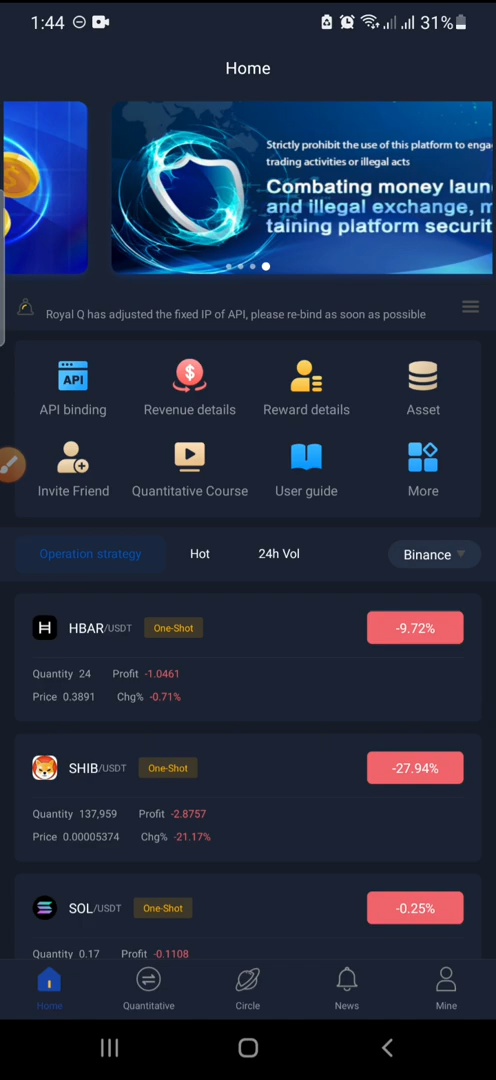 1:44 31%
Home
Strictly prohibit the use of this platform to enga
trading activities or illegal acts
Combating money laun
and illegal exchange, m
taining platform securit
Royal Q has adjusted the fixed IP of API, please re-bind as soon as possible
API
API binding Revenue details Reward details Asset
Invite Friend Quantitative Course User guide More
Operation strategy Hot 24h Vol Binance
HBAR/USDT One-Shot -9.72%
Quantity 24 Profit -1.0461
Price 0.3891 Chg% -0.71%
SHIB/USDT One-Shot -27.94%
Quantity 137,959 Profit -2.8757
Price 0.00005374 Chg% -21.17%
SOL/USDT One-Shot -0.25%
Quantity 0.17 Profit -0.1108
Home Quantitative Circle News Mine